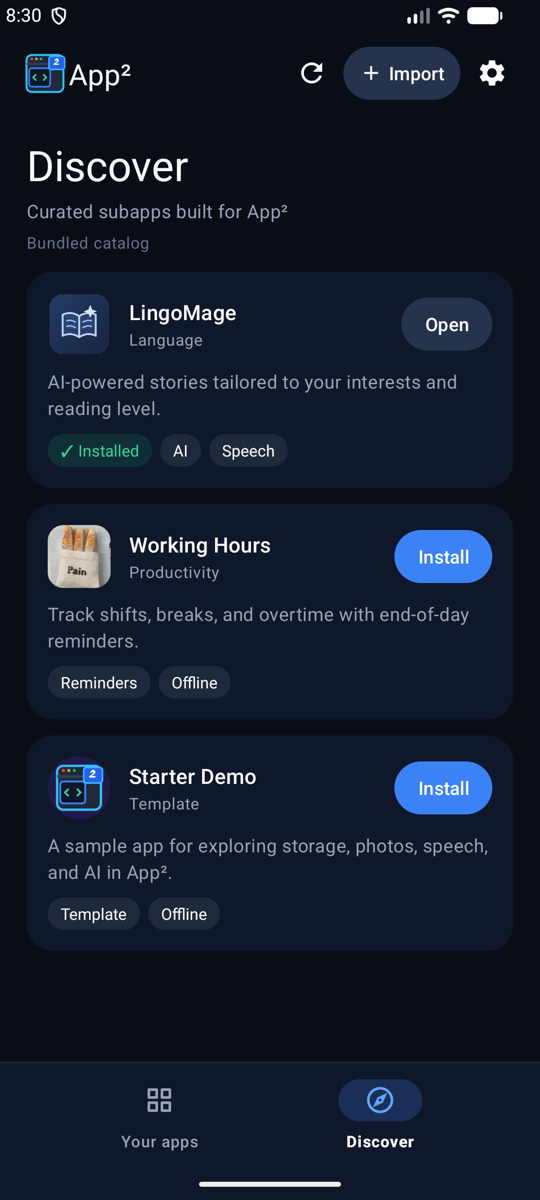 8:30
App²
+ Import
Discover
Curated subapps built for App²
Bundled catalog
LingoMage
Language
Open
AI-powered stories tailored to your interests and
reading level.
✓ Installed
AI
Speech
Pain
Working Hours
Productivity
Install
Track shifts, breaks, and overtime with end-of-day
reminders.
Reminders
Offline
2
Starter Demo
Template
Install
A sample app for exploring storage, photos, speech,
and AI in App².
Template
Offline
Your apps
Discover